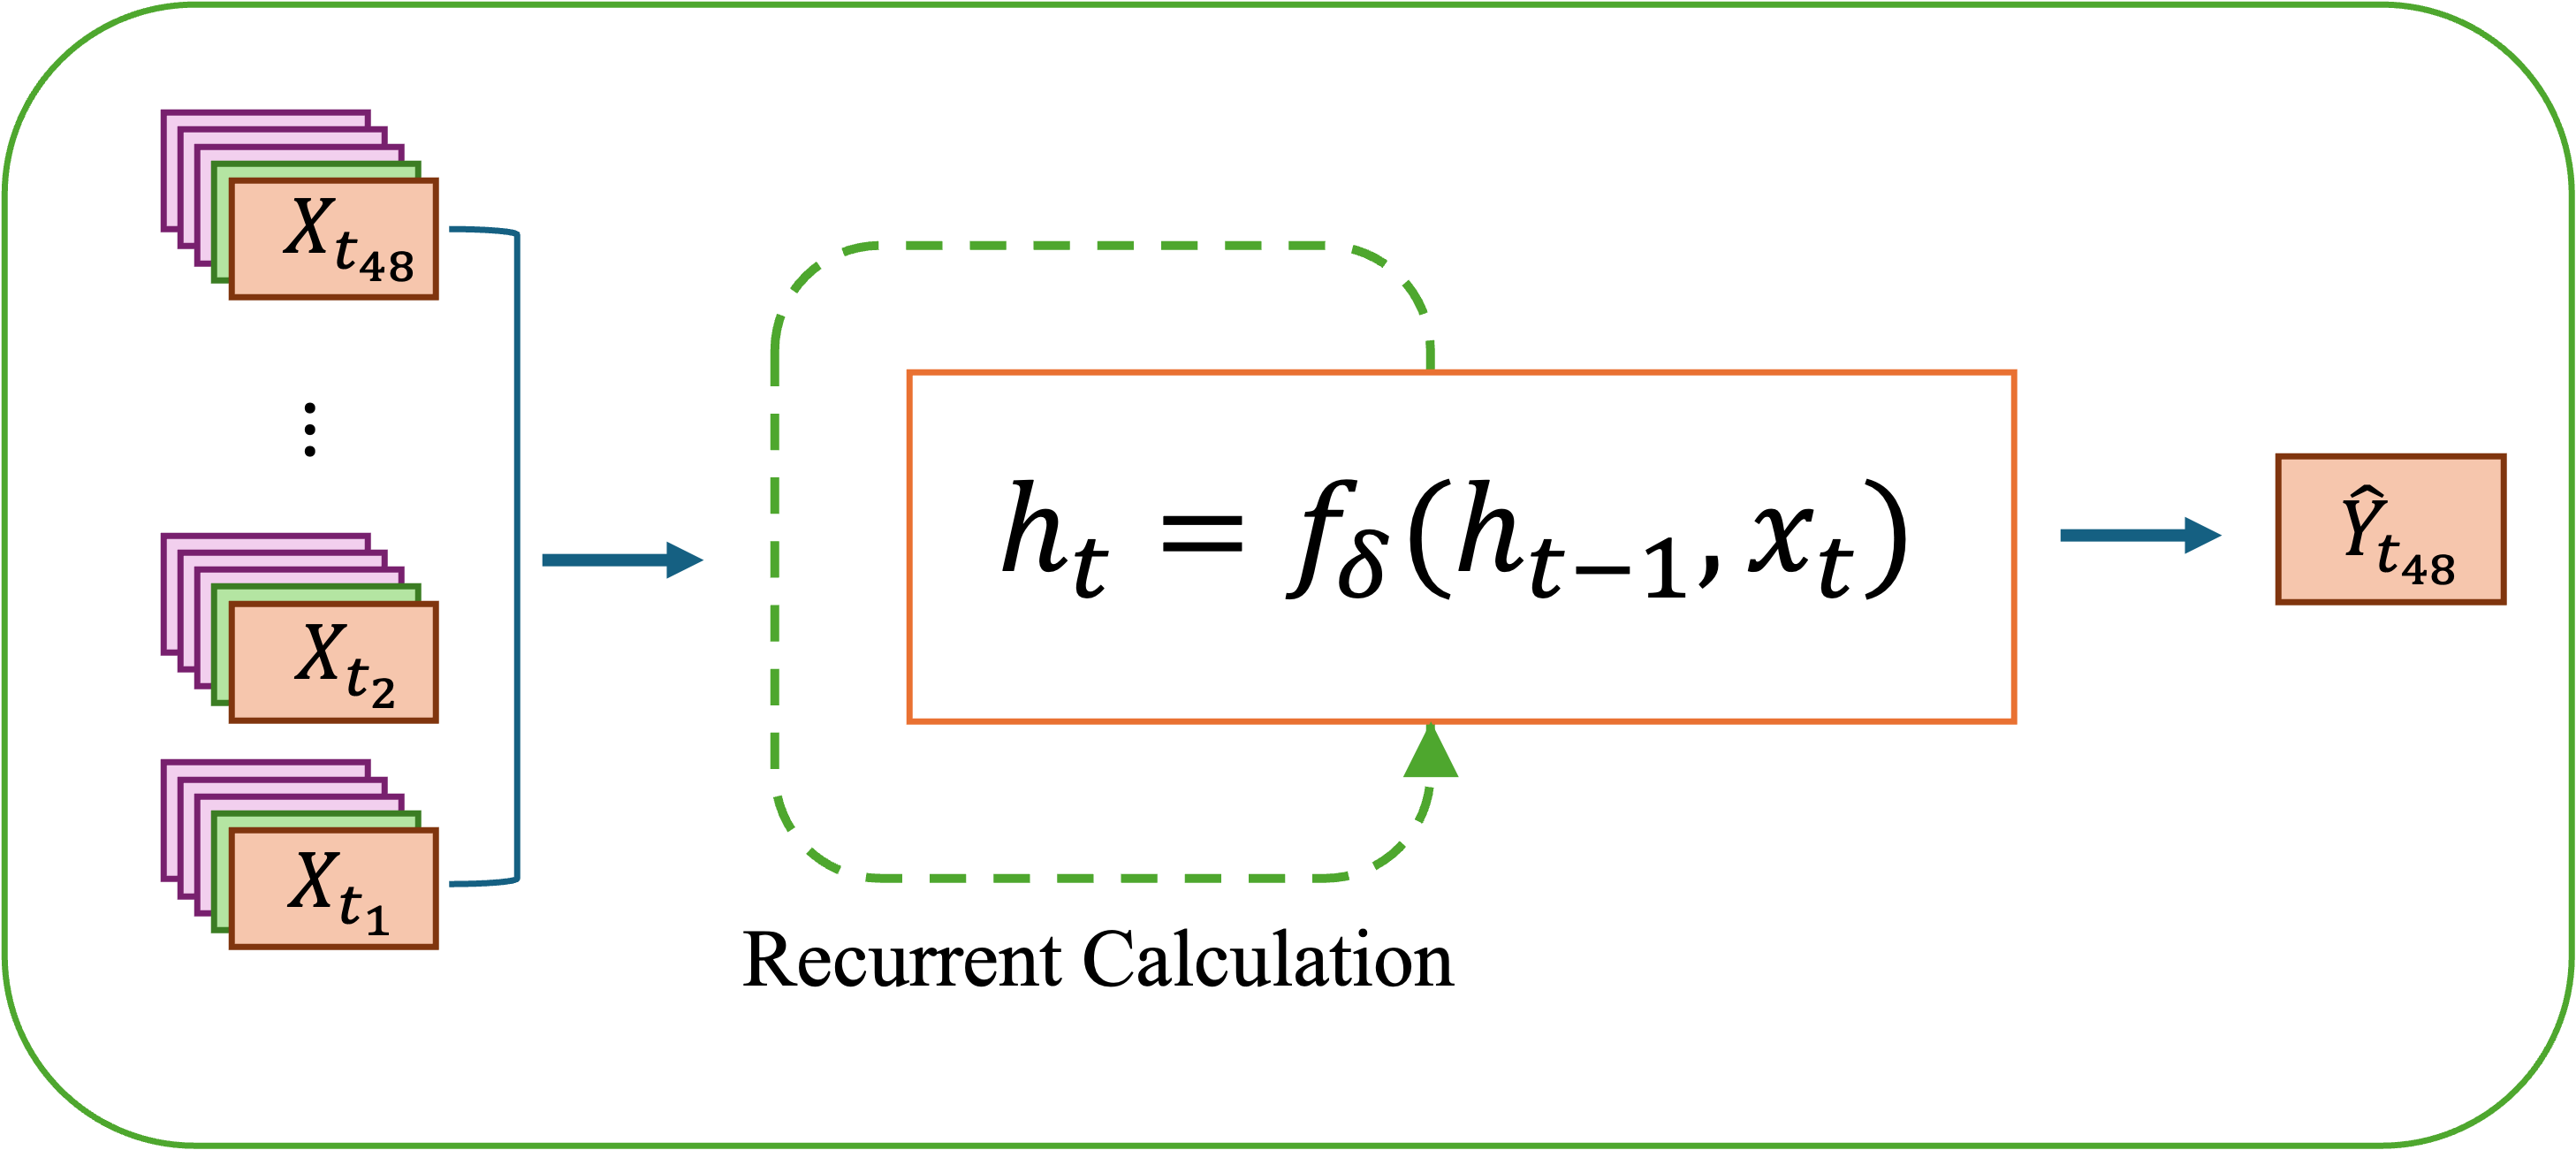 X_{t_{48}}
⋮
X_{t_2}
X_{t_1}
h_t = f_δ(h_{t−1}, x_t)
Recurrent Calculation
Ŷ_{t_{48}}